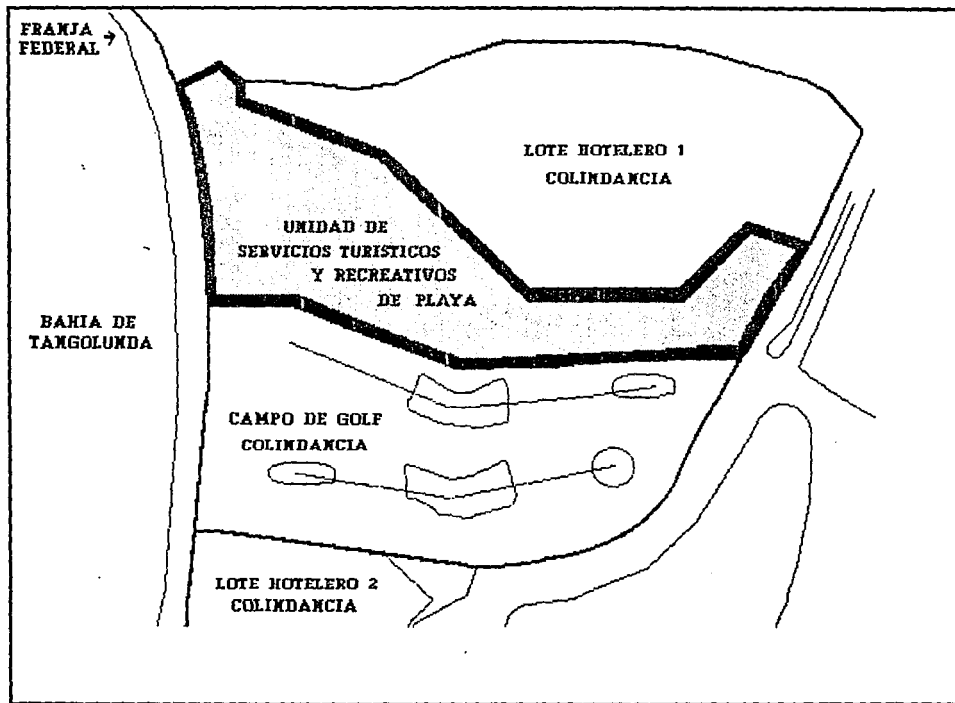 FRANJA
FEDERAL
LOTE HOTELERO 1
COLINDANCIA
UNIDAD DE
SERVICIOS TURISTICOS
Y RECREATIVOS
DE PLAYA
BAHIA DE
TANGOLUNDA
CAMPO DE GOLF
COLINDANCIA
LOTE HOTELERO 2
COLINDANCIA